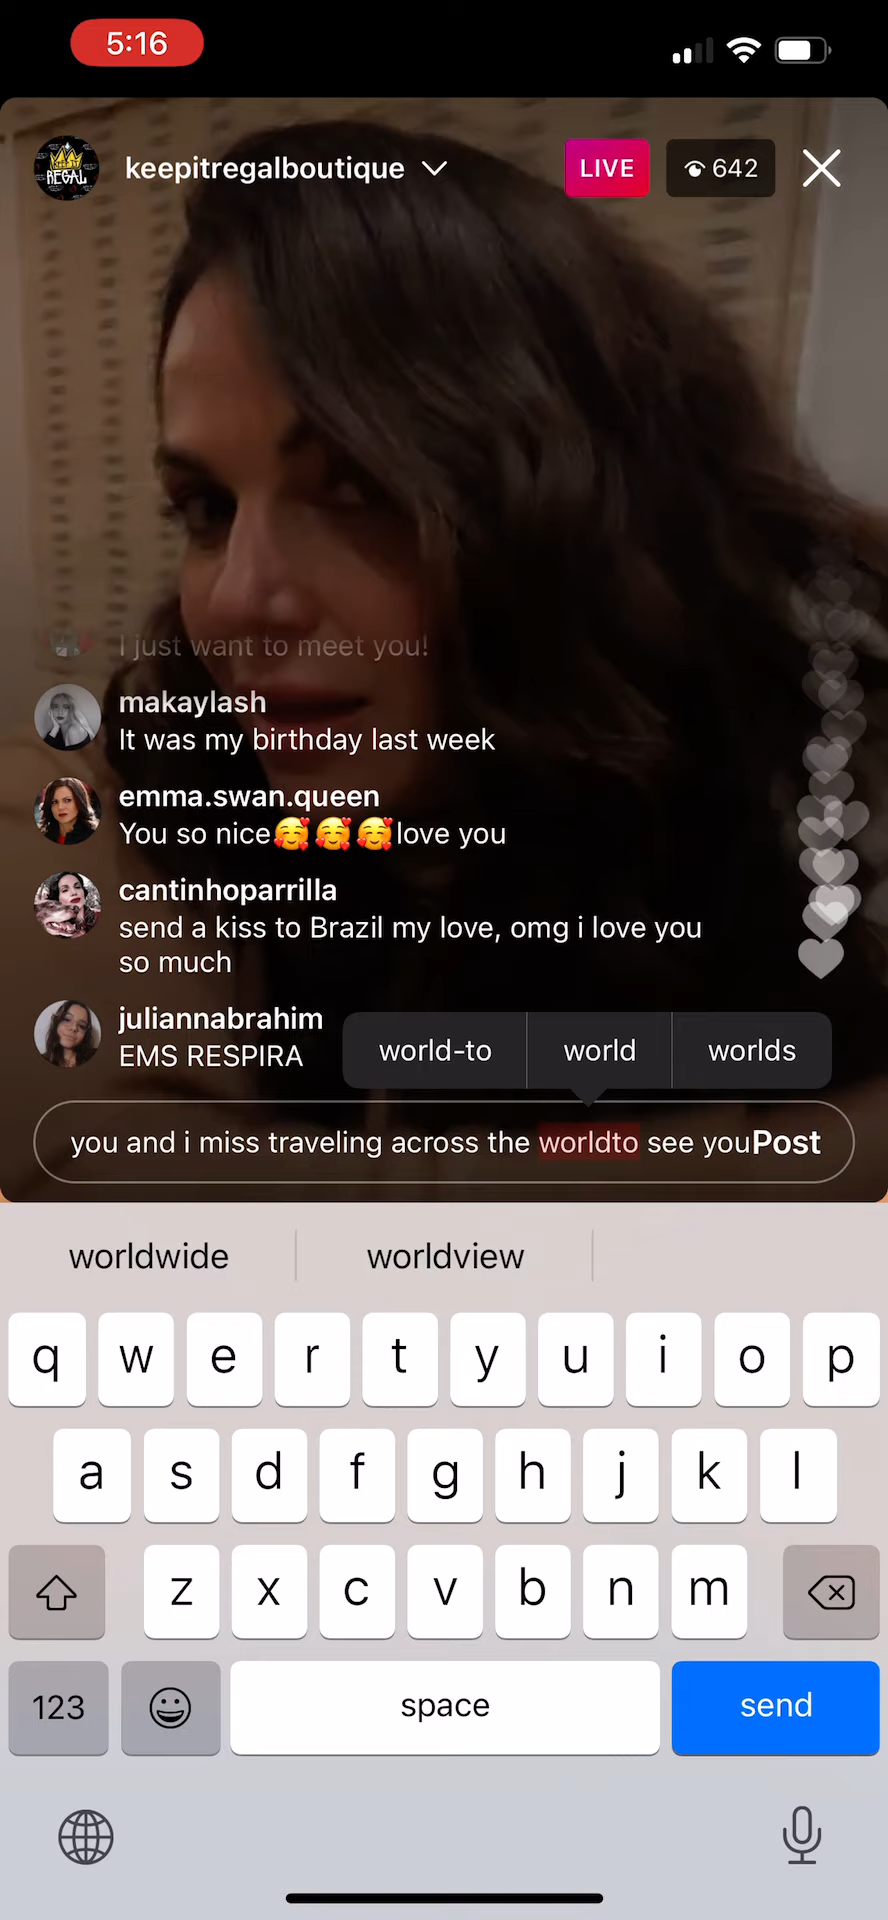 5:16
REGAL
keepitregalboutique
LIVE
642
I just want to meet you!
makaylash
It was my birthday last week
emma.swan.queen
You so nice🥰🥰🥰love you
cantinhoparrilla
send a kiss to Brazil my love, omg i love you
so much
juliannabrahim
EMS RESPIRA
world-to world worlds
you and i miss traveling across the worldto see you Post
worldwide worldview
q w e r t y u i o p
a s d f g h j k l
z x c v b n m
123 space send